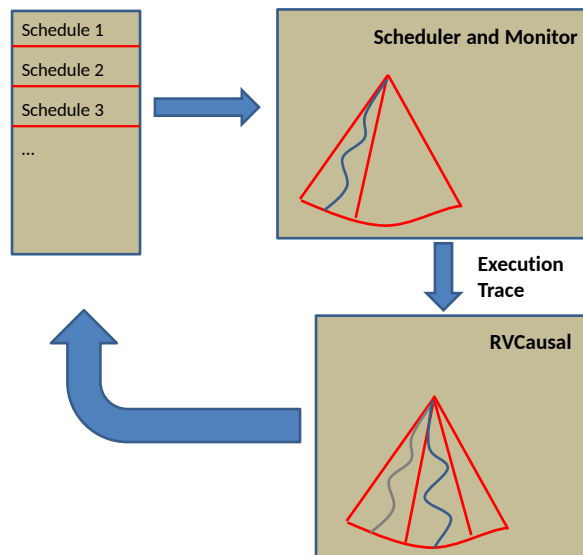 Schedule 1
Schedule 2
Schedule 3
...
Scheduler and Monitor
Execution
Trace
RVCausal